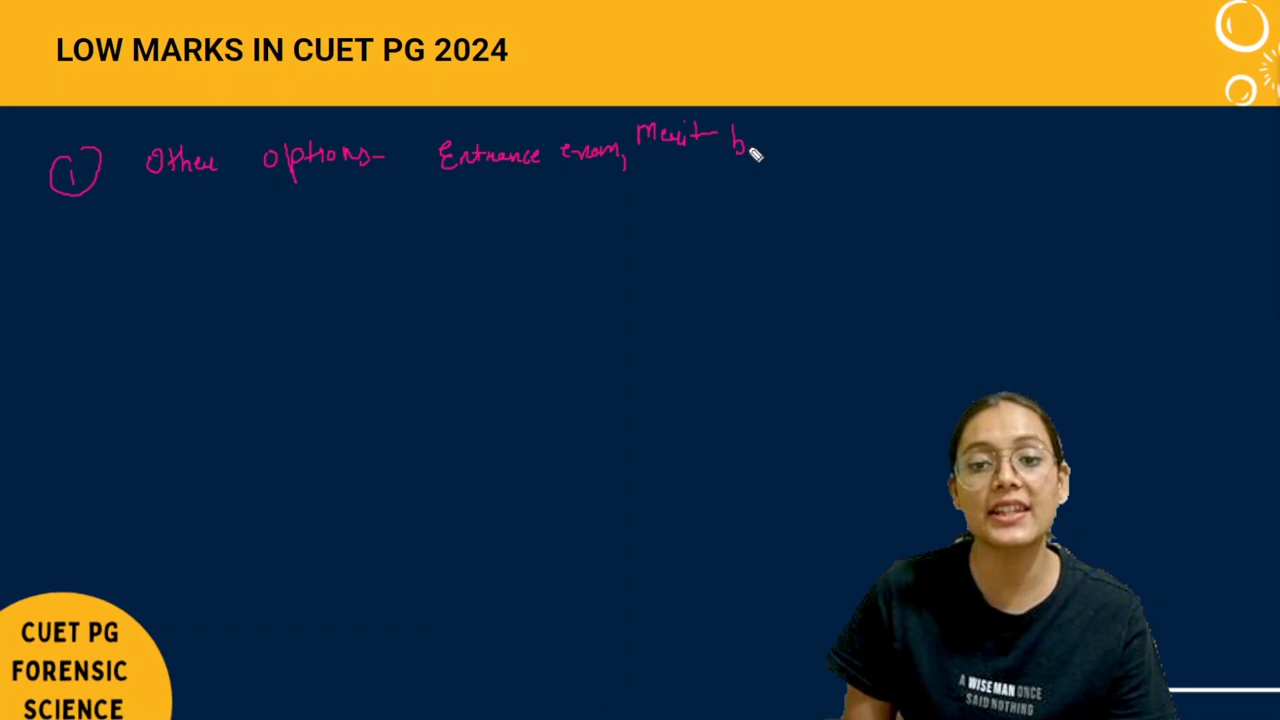 LOW MARKS IN CUET PG 2024
① Other options- Entrance exam, Merit b
CUET PG
FORENSIC
SCIENCE
A WISE MAN ONCE
SAID NOTHING